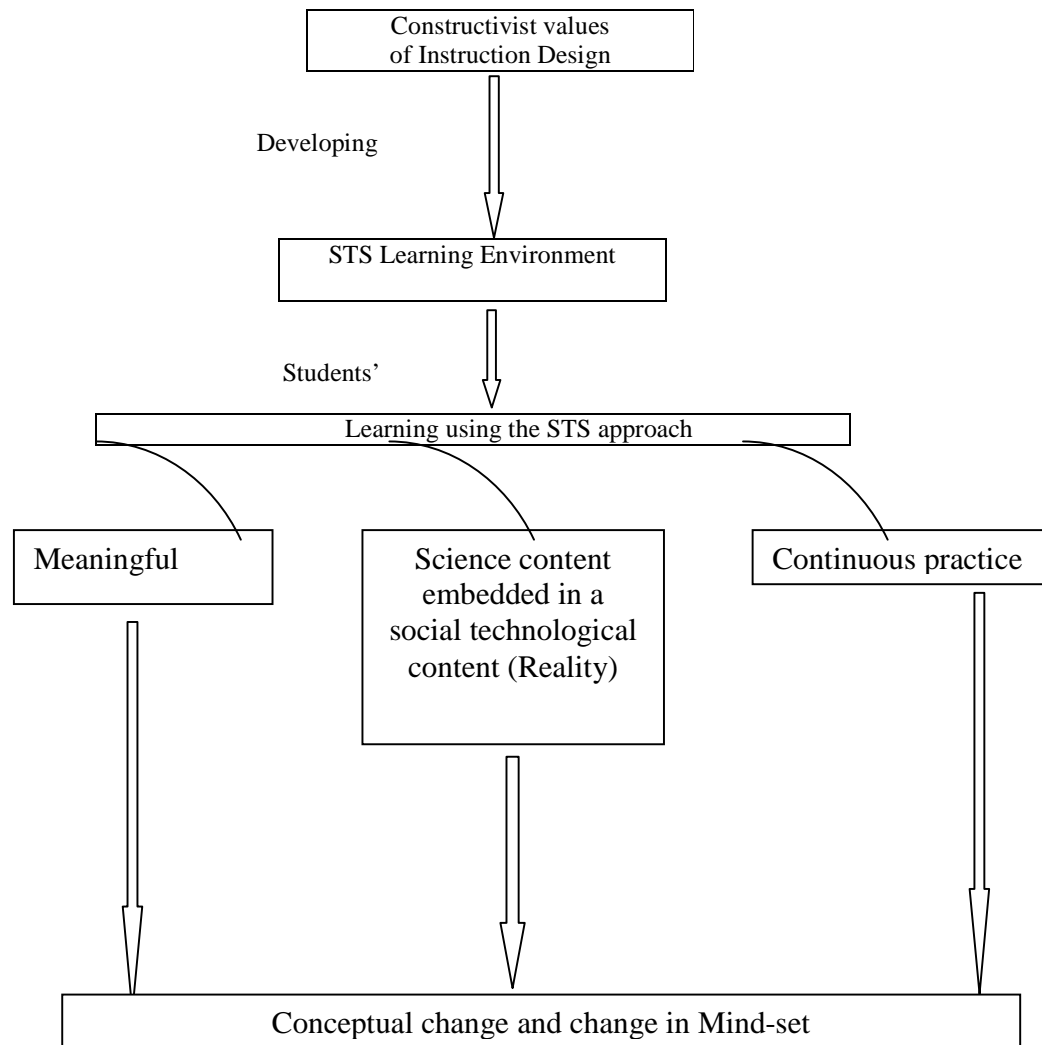 Constructivist values
of Instruction Design
Developing
STS Learning Environment
Students’
Learning using the STS approach
Meaningful
Science content
embedded in a
social technological
content (Reality)
Continuous practice
Conceptual change and change in Mind-set